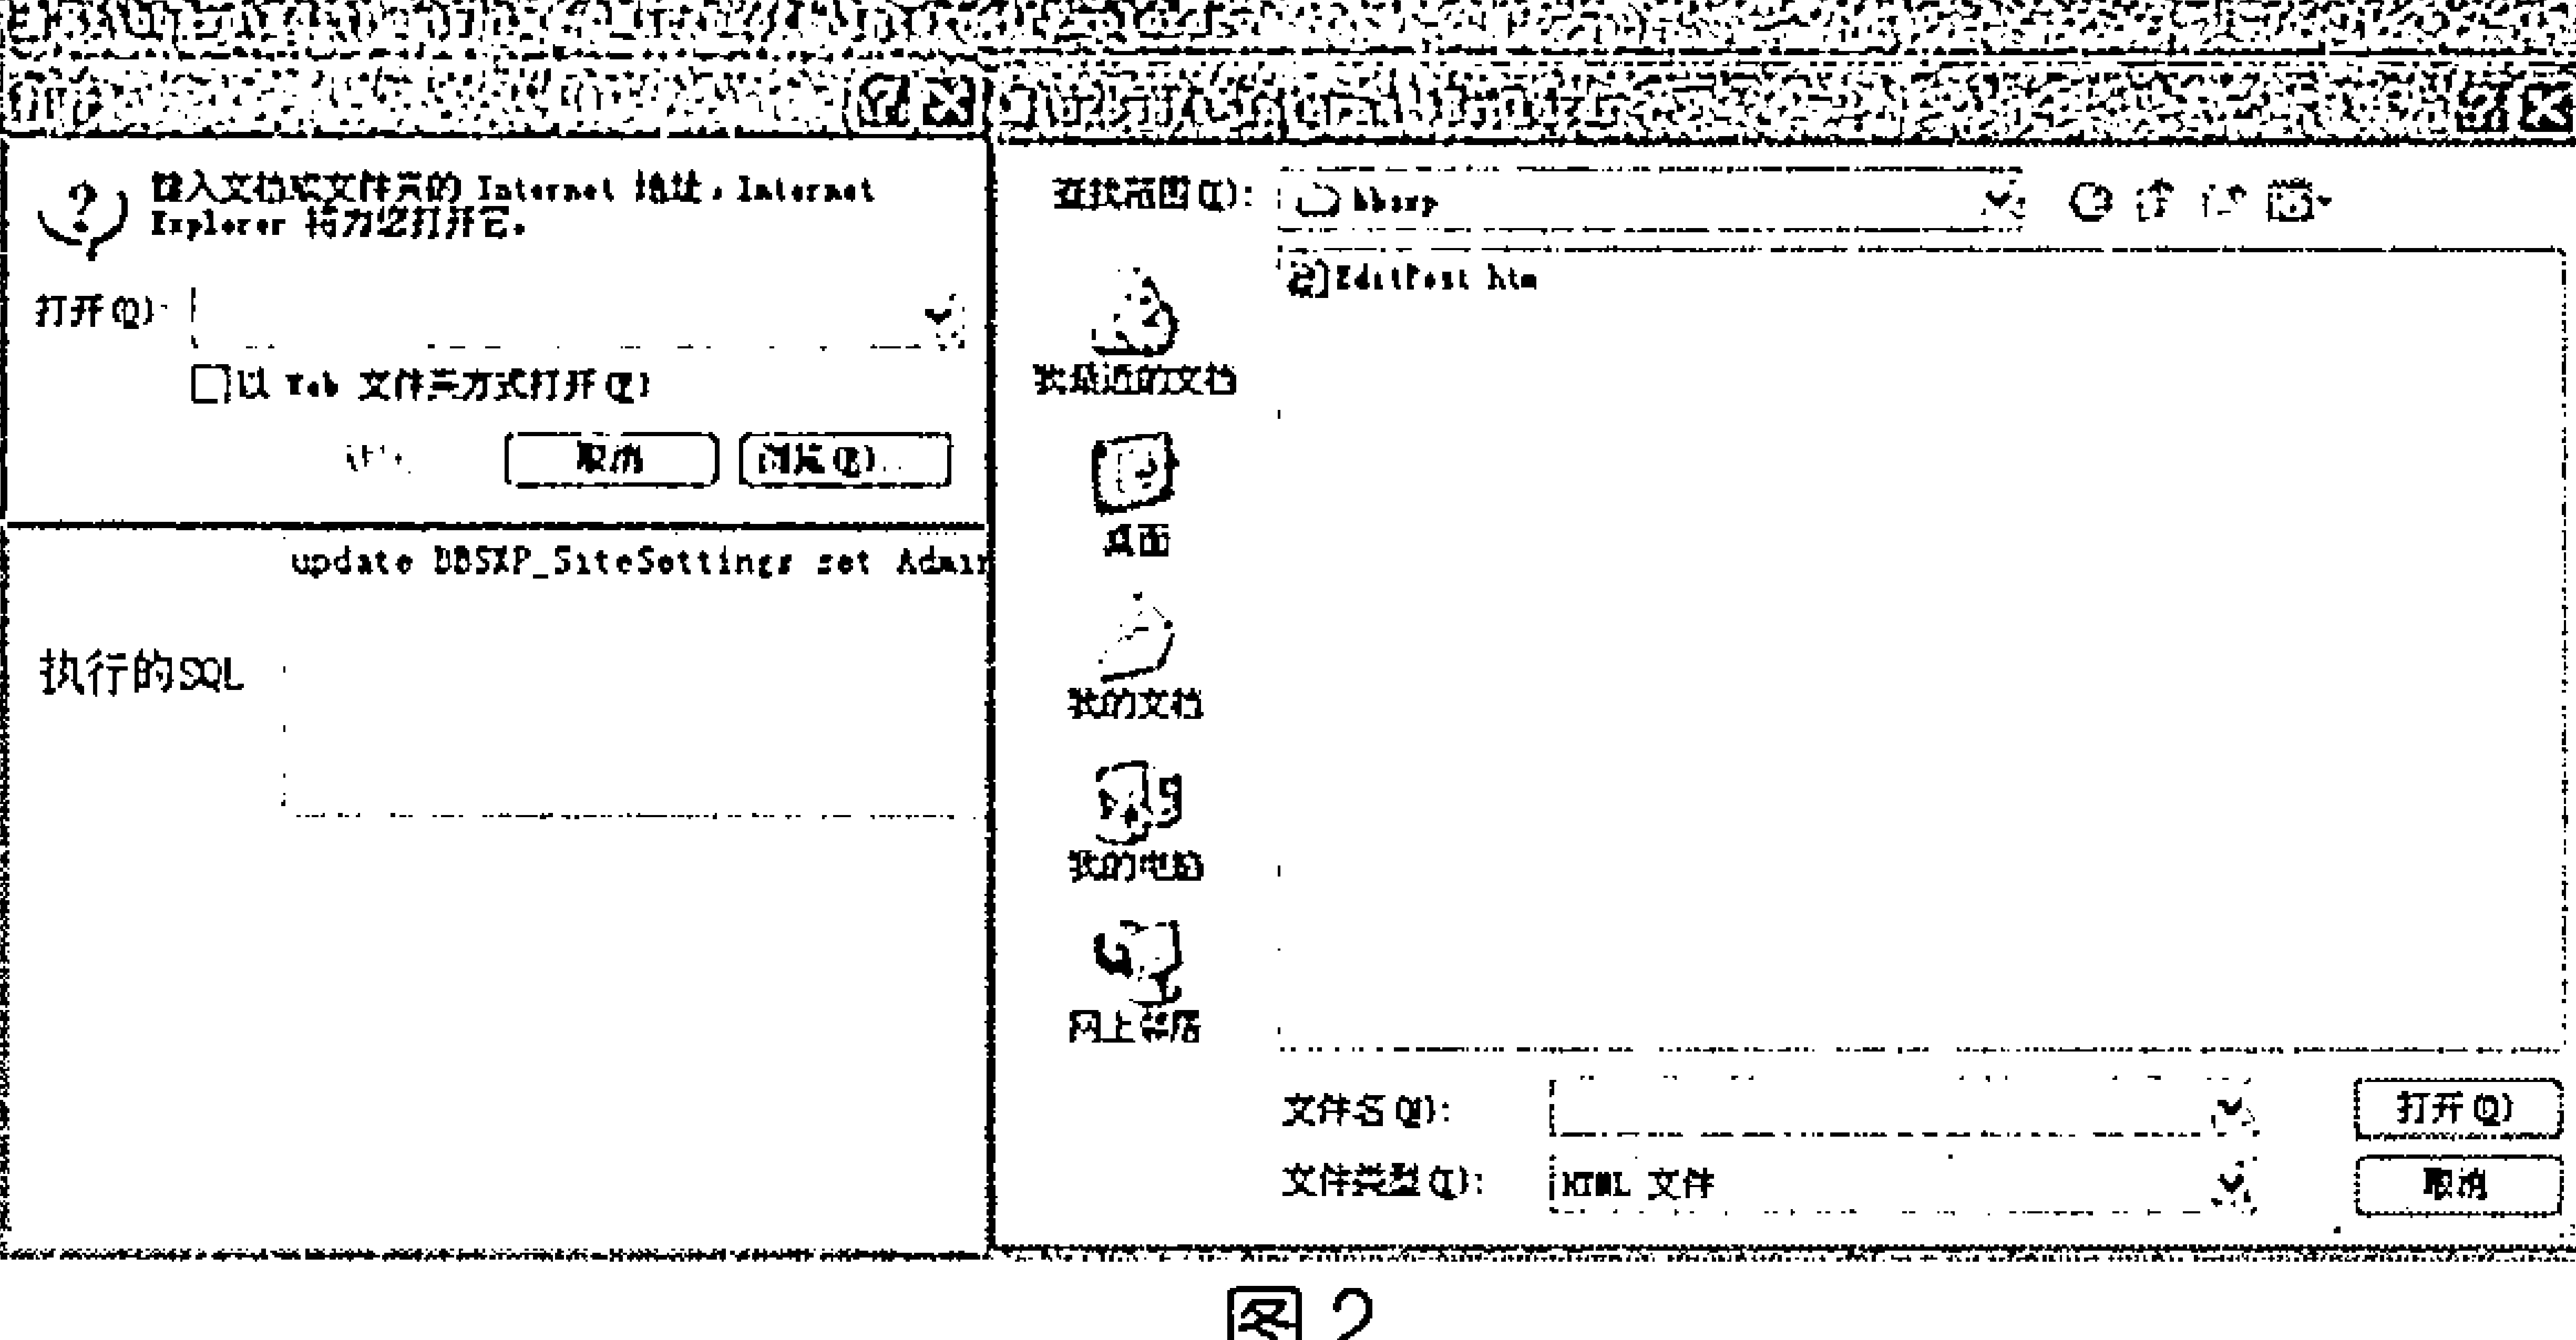 键入文档或文件夹的 Internet 地址，Internet
Explorer 将为您打开它。
打开(O):
以 Web 文件夹方式打开(F)
取消
浏览(R)...
update BBSXP_SiteSettings set Admin
执行的SQL
查找范围(I):
bbsxp
EditPost.htm
我最近的文档
桌面
我的文档
我的电脑
网上邻居
文件名(N):
打开(O)
文件类型(T):
HTML 文件
取消
图2